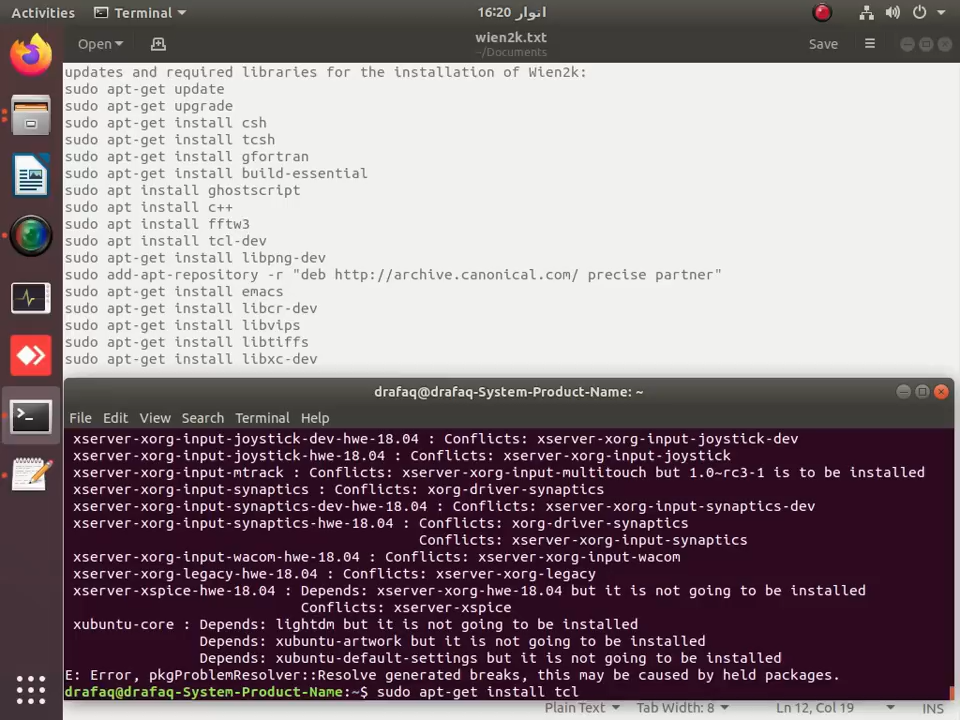 Activities
Terminal
اتوار 16:20
Open
wien2k.txt
~/Documents
Save
updates and required libraries for the installation of Wien2k:
sudo apt-get update
sudo apt-get upgrade
sudo apt-get install csh
sudo apt-get install tcsh
sudo apt-get install gfortran
sudo apt-get install build-essential
sudo apt install ghostscript
sudo apt install c++
sudo apt install fftw3
sudo apt install tcl-dev
sudo apt-get install libpng-dev
sudo add-apt-repository -r "deb http://archive.canonical.com/ precise partner"
sudo apt-get install emacs
sudo apt-get install libcr-dev
sudo apt-get install libvips
sudo apt-get install libtiffs
sudo apt-get install libxc-dev
drafaq@drafaq-System-Product-Name: ~
File Edit View Search Terminal Help
xserver-xorg-input-joystick-dev-hwe-18.04 : Conflicts: xserver-xorg-input-joystick-dev
xserver-xorg-input-joystick-hwe-18.04 : Conflicts: xserver-xorg-input-joystick
xserver-xorg-input-mtrack : Conflicts: xserver-xorg-input-multitouch but 1.0~rc3-1 is to be installed
xserver-xorg-input-synaptics : Conflicts: xorg-driver-synaptics
xserver-xorg-input-synaptics-dev-hwe-18.04 : Conflicts: xserver-xorg-input-synaptics-dev
xserver-xorg-input-synaptics-hwe-18.04 : Conflicts: xorg-driver-synaptics
Conflicts: xserver-xorg-input-synaptics
xserver-xorg-input-wacom-hwe-18.04 : Conflicts: xserver-xorg-input-wacom
xserver-xorg-legacy-hwe-18.04 : Conflicts: xserver-xorg-legacy
xserver-xspice-hwe-18.04 : Depends: xserver-xorg-hwe-18.04 but it is not going to be installed
Conflicts: xserver-xspice
xubuntu-core : Depends: lightdm but it is not going to be installed
Depends: xubuntu-artwork but it is not going to be installed
Depends: xubuntu-default-settings but it is not going to be installed
E: Error, pkgProblemResolver::Resolve generated breaks, this may be caused by held packages.
drafaq@drafaq-System-Product-Name:~$ sudo apt-get install tcl
Plain Text Tab Width: 8 Ln 12, Col 19 INS